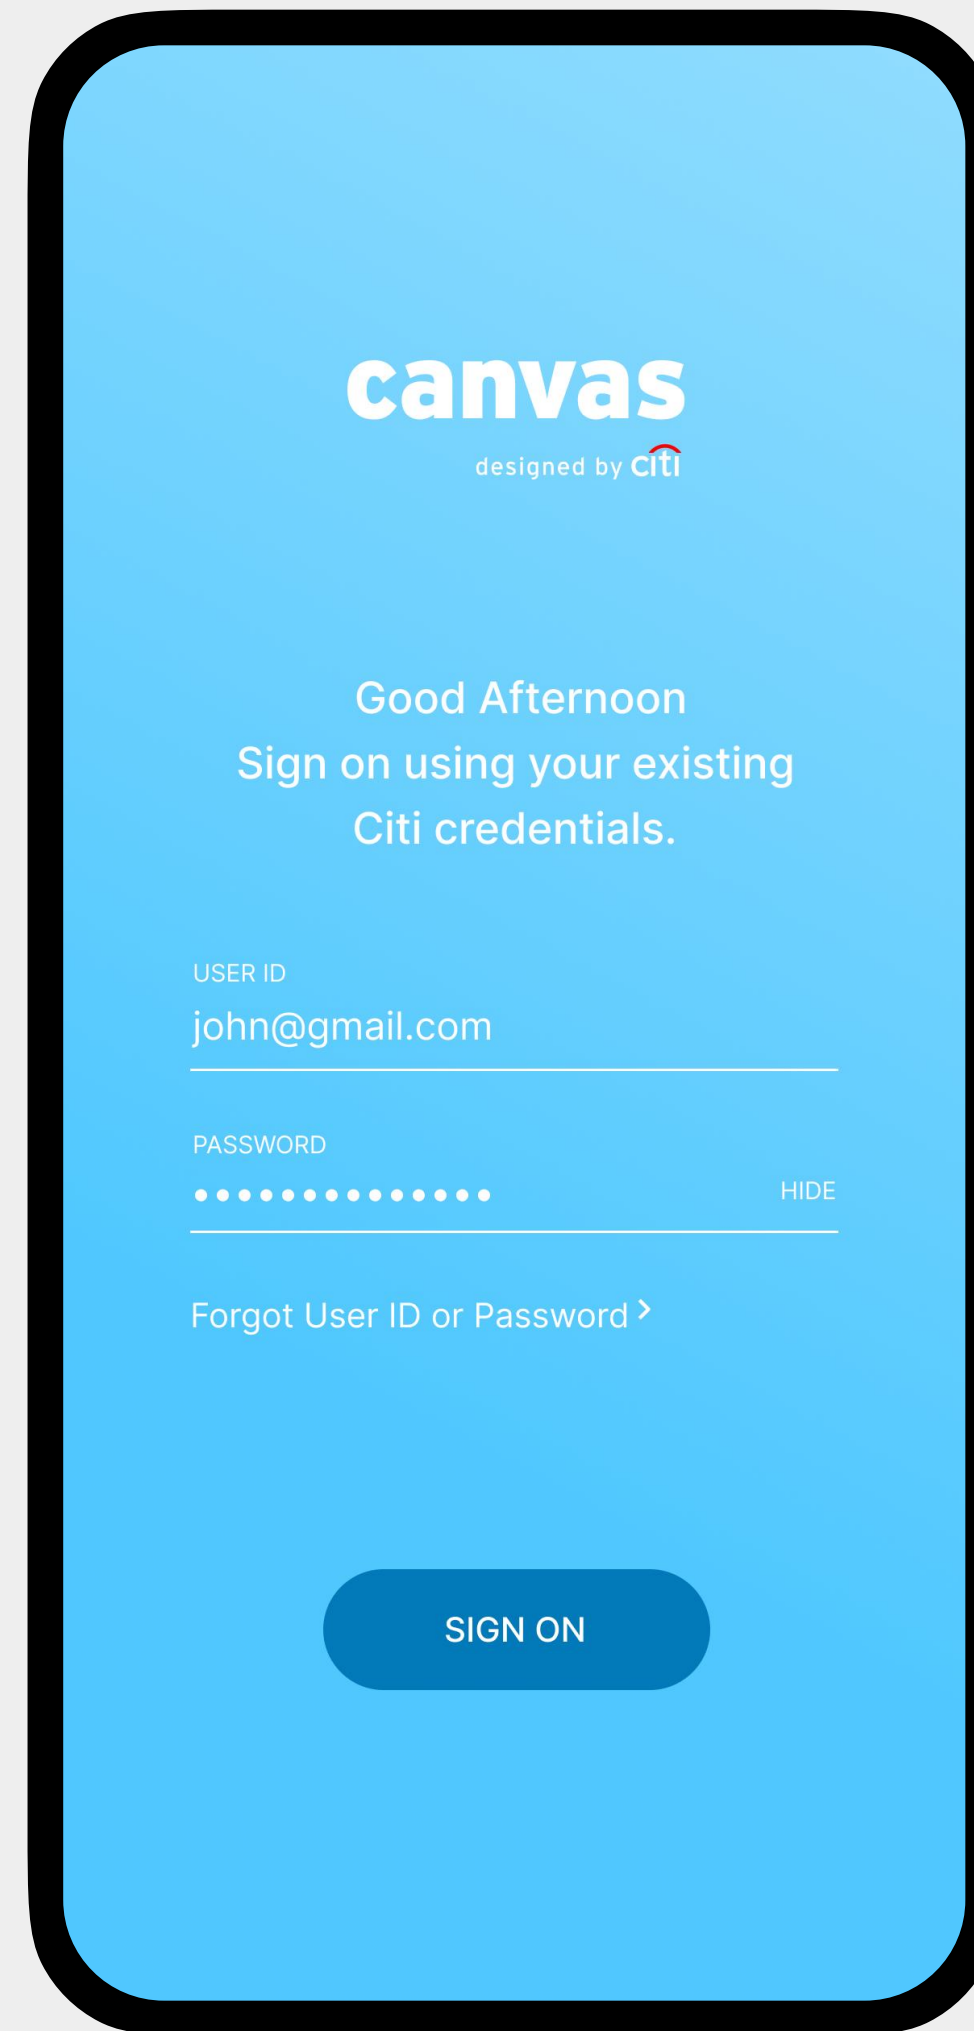 canvas
designed by citi
Good Afternoon
Sign on using your existing
Citi credentials.
USER ID
john@gmail.com
PASSWORD
●●●●●●●●●●●●●● HIDE
Forgot User ID or Password >
SIGN ON